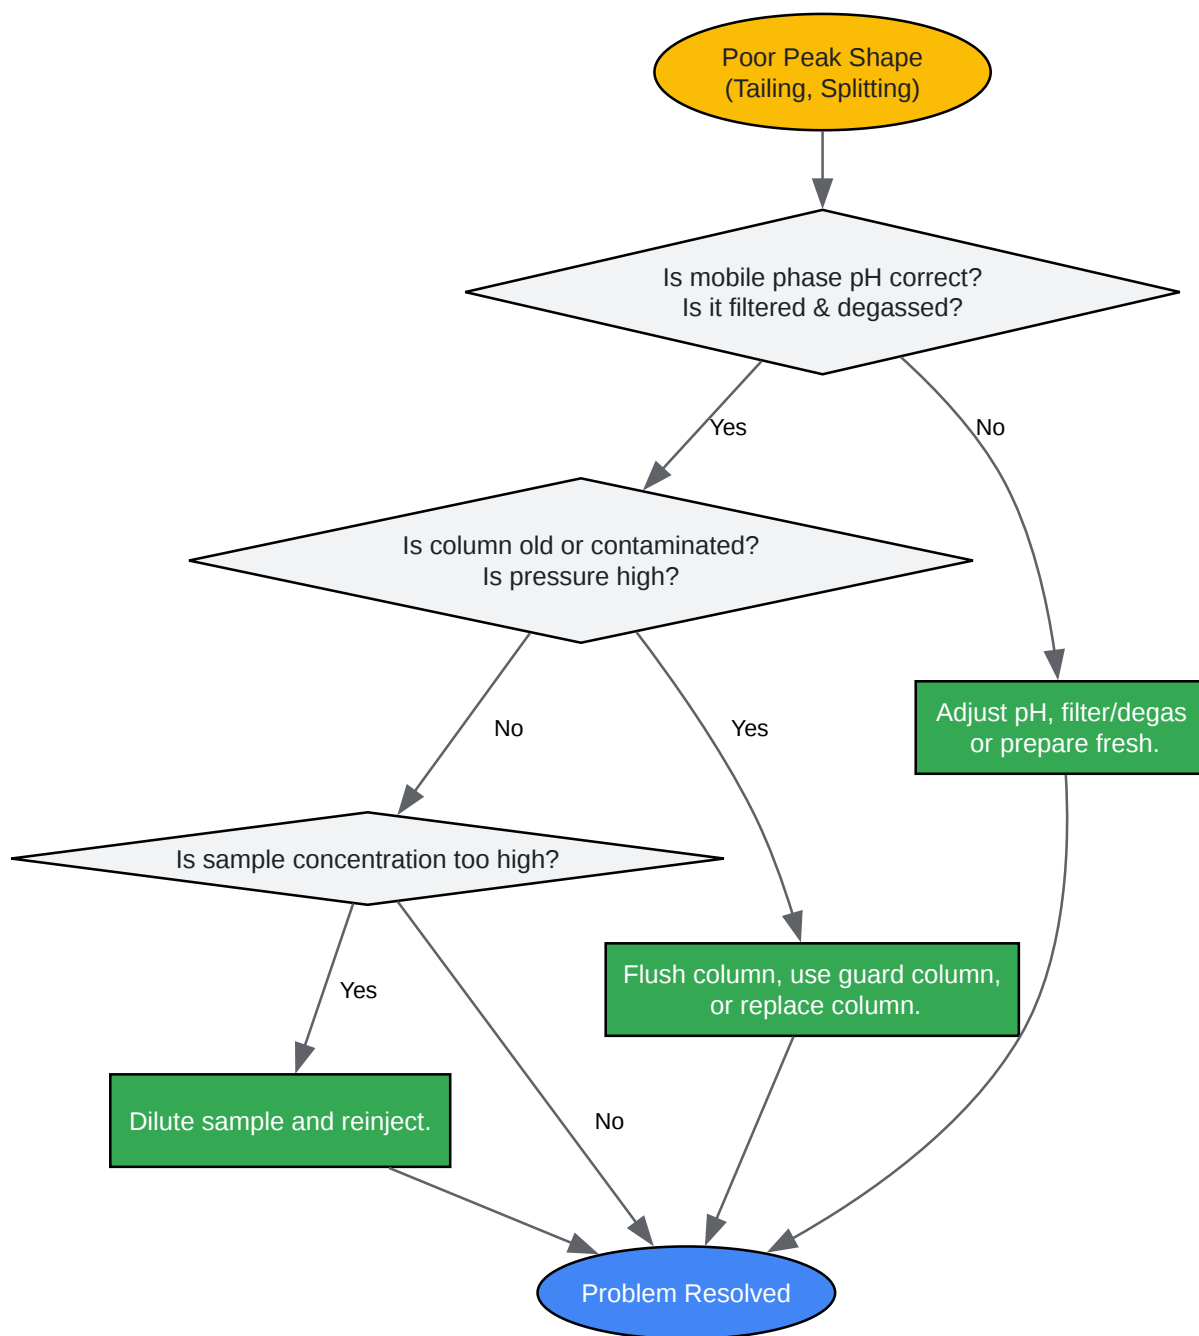 Poor Peak Shape
(Tailing, Splitting)
Is mobile phase pH correct?
Is it filtered & degassed?
Yes
No
Is column old or contaminated?
Is pressure high?
No
Yes
Adjust pH, filter/degas
or prepare fresh.
Is sample concentration too high?
Yes
No
Flush column, use guard column,
or replace column.
Dilute sample and reinject.
Problem Resolved